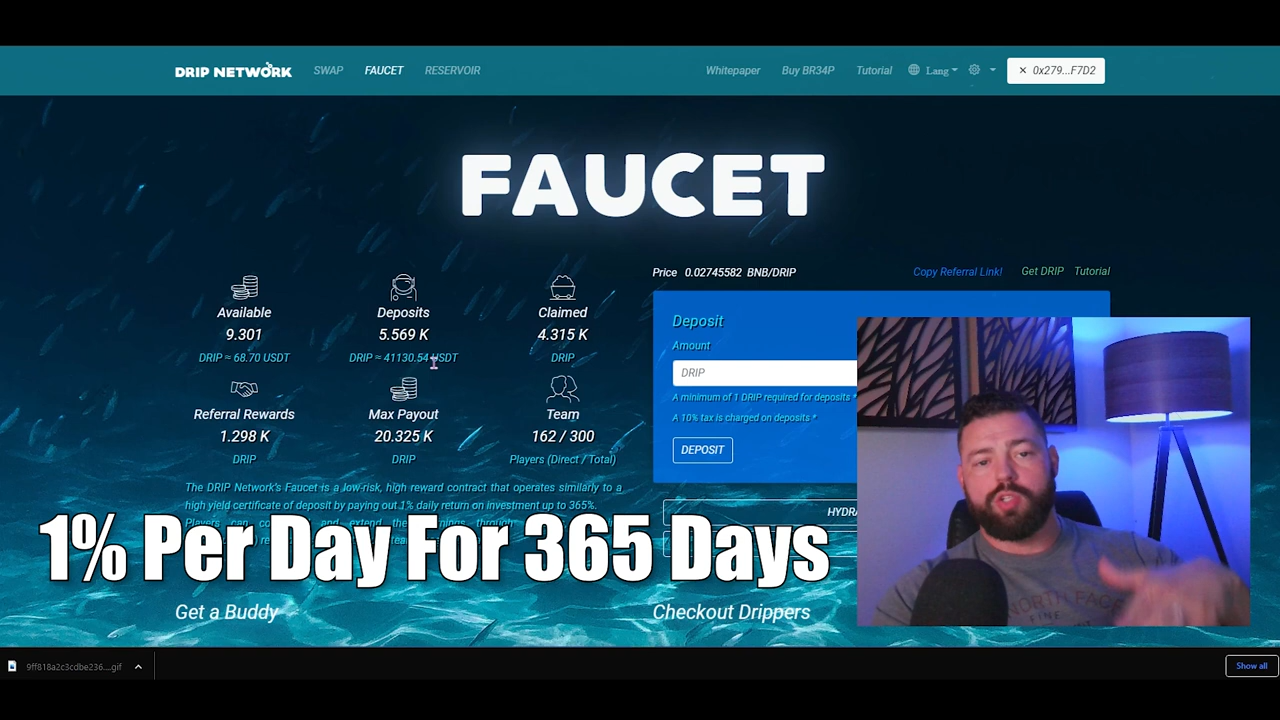 DRIP NETWORK SWAP FAUCET RESERVOIR Whitepaper Buy BR34P Tutorial Lang × 0x279...F7D2
FAUCET
Price 0.02745582 BNB/DRIP Copy Referral Link! Get DRIP Tutorial
Available Deposits Claimed
9.301 5.569 K 4.315 K
DRIP ≈ 68.70 USDT DRIP ≈ 41130.54 USDT DRIP
Referral Rewards Max Payout Team
1.298 K 20.325 K 162 / 300
DRIP DRIP Players (Direct / Total)
Deposit
Amount
DRIP
A minimum of 1 DRIP required for deposits *
A 10% tax is charged on deposits *
DEPOSIT
The DRIP Network's Faucet is a low-risk, high reward contract that operates similarly to a
high yield certificate of deposit by paying out 1% daily return on investment up to 365%.
Players can
1% Per Day For 365 Days
Get a Buddy Checkout Drippers
NORTH FACE
9ff818a2c3cdbe236....gif Show all